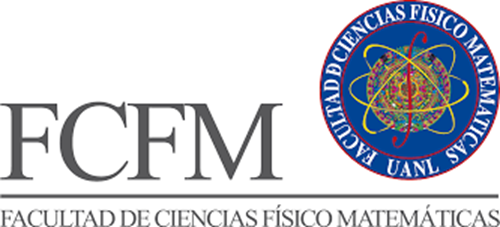 FCFM
FACULTAD DE CIENCIAS FISICO MATEMATICAS
UANL
FACULTAD DE CIENCIAS FÍSICO MATEMÁTICAS